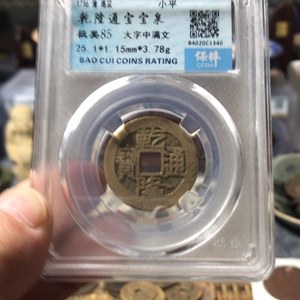 小平
乾隆通宝宝泉
极美85 大字中满文
25.1*1.15mm*3.78g
BAO CUI COINS RATING
B4020C1340
保粹
乾隆通寶